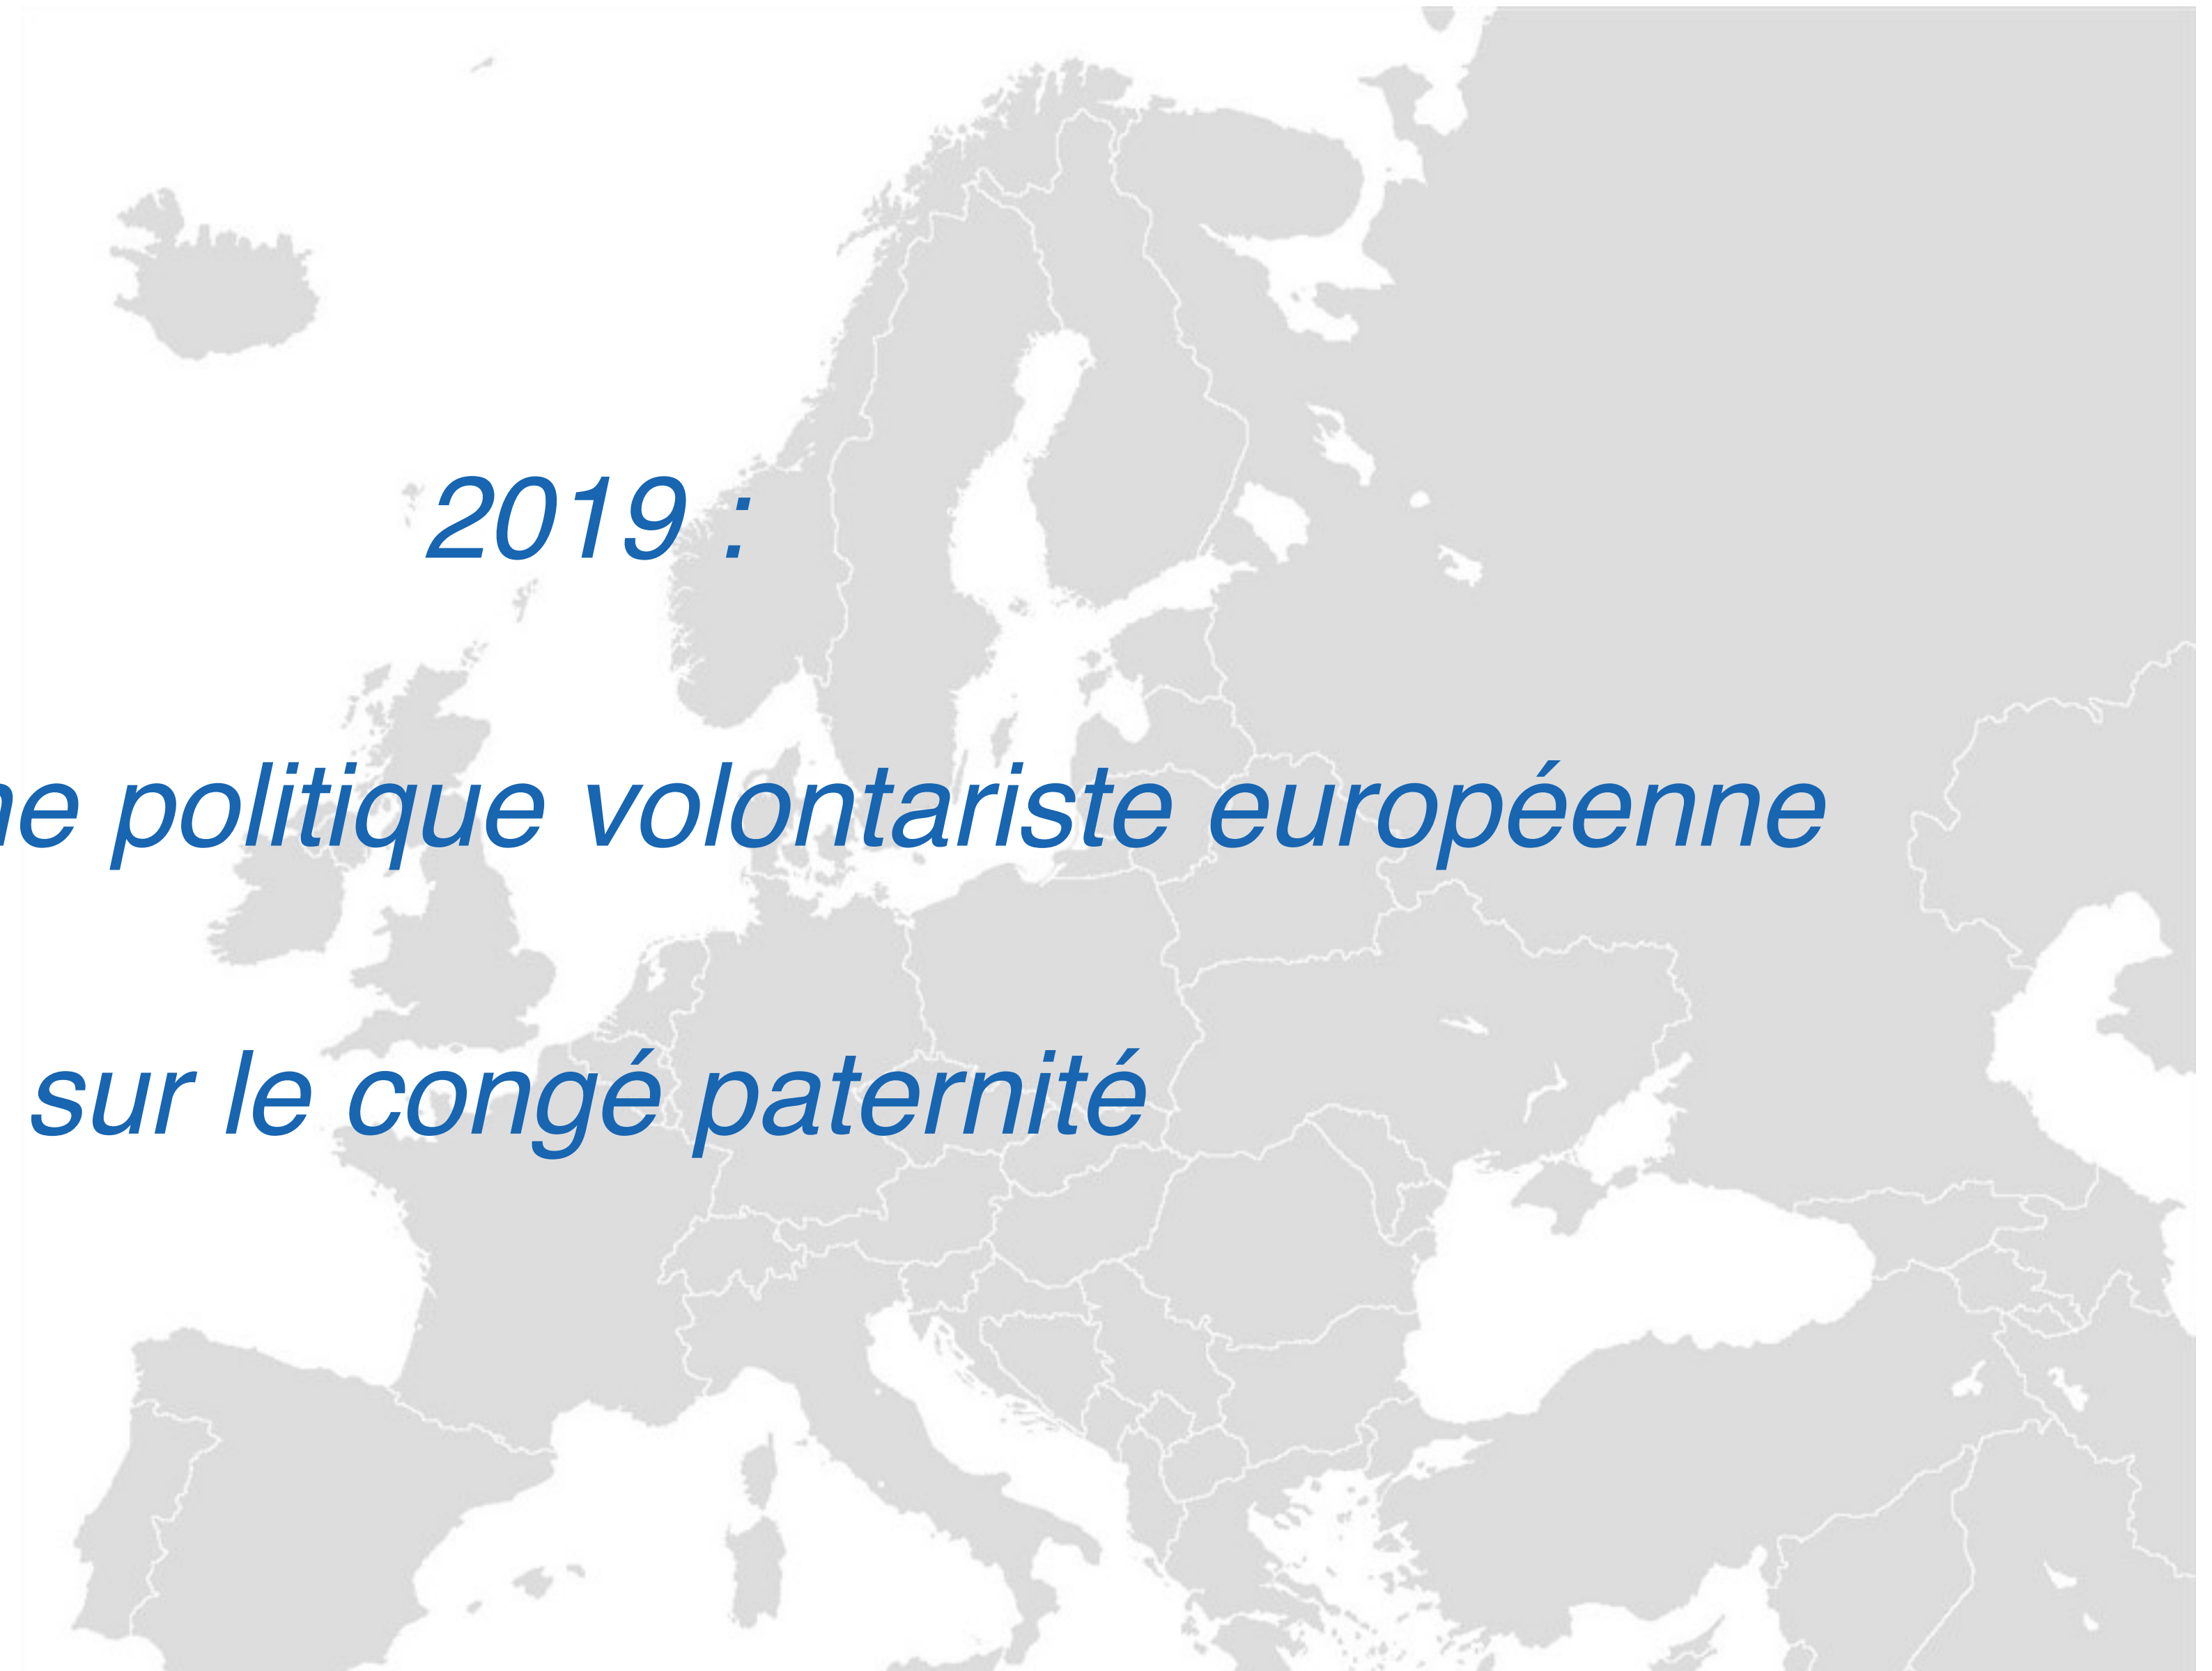 2019 :
ne politique volontariste européenne
sur le congé paternité